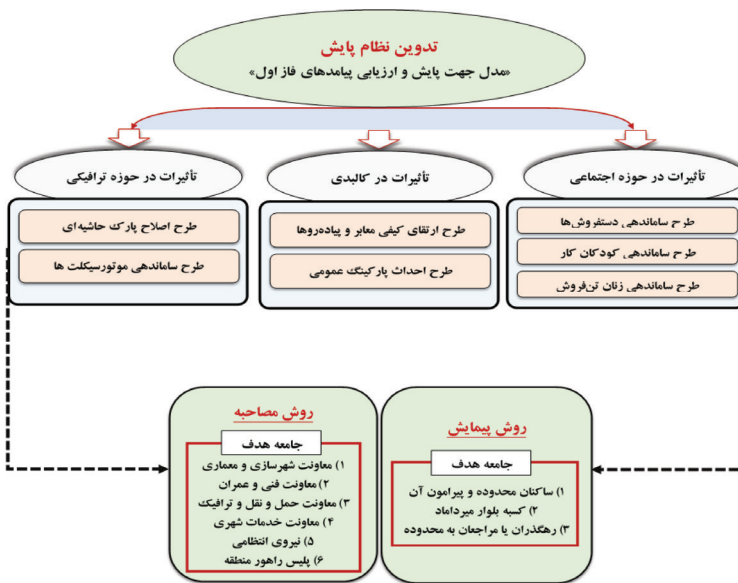 تدوین نظام پایش
«مدل جهت پایش و ارزیابی پیامدهای فاز اول»
تأثیرات در حوزه اجتماعی
طرح ساماندهی دستفروش‌ها
طرح ساماندهی کودکان کار
طرح ساماندهی زنان تن‌فروش
تأثیرات در کالبدی
طرح ارتقای کیفی معابر و پیاده‌روها
طرح احداث پارکینگ عمومی
تأثیرات در حوزه ترافیکی
طرح اصلاح پارک حاشیه‌ای
طرح ساماندهی موتورسیکلت ها
روش پیمایش
جامعه هدف
۱) ساکنان محدوده و پیرامون آن
۲) کسبه بلوار میرداماد
۳) رهگذران یا مراجعان به محدوده
روش مصاحبه
جامعه هدف
۱) معاونت شهرسازی و معماری
۲) معاونت فنی و عمران
۳) معاونت حمل و نقل و ترافیک
۴) معاونت خدمات شهری
۵) نیروی انتظامی
۶) پلیس راهور منطقه